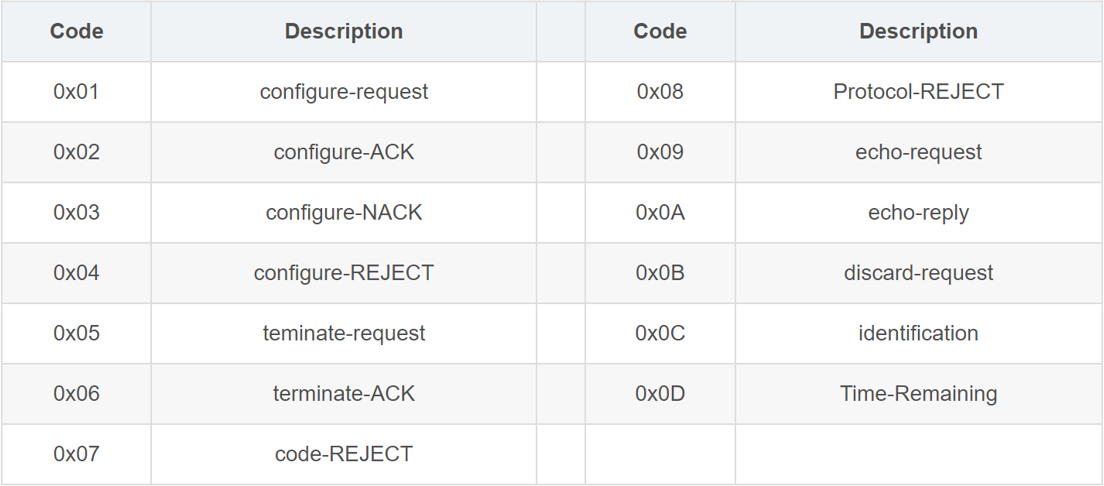 Code Description Code Description
0x01 configure-request 0x08 Protocol-REJECT
0x02 configure-ACK 0x09 echo-request
0x03 configure-NACK 0x0A echo-reply
0x04 configure-REJECT 0x0B discard-request
0x05 teminate-request 0x0C identification
0x06 terminate-ACK 0x0D Time-Remaining
0x07 code-REJECT